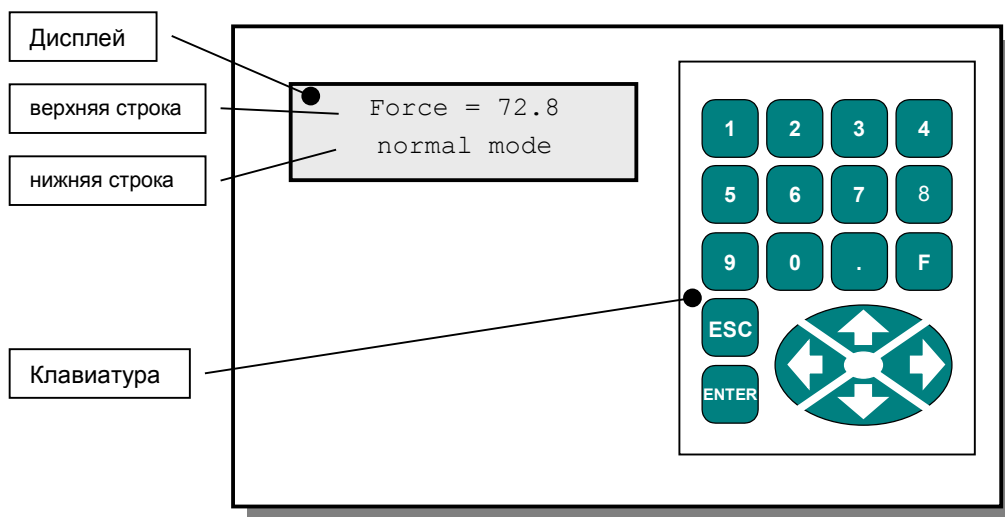 Дисплей
верхняя строка
нижняя строка
Клавиатура
Force = 72.8
normal mode
1 2 3 4
5 6 7 8
9 0 . F
ESC
ENTER